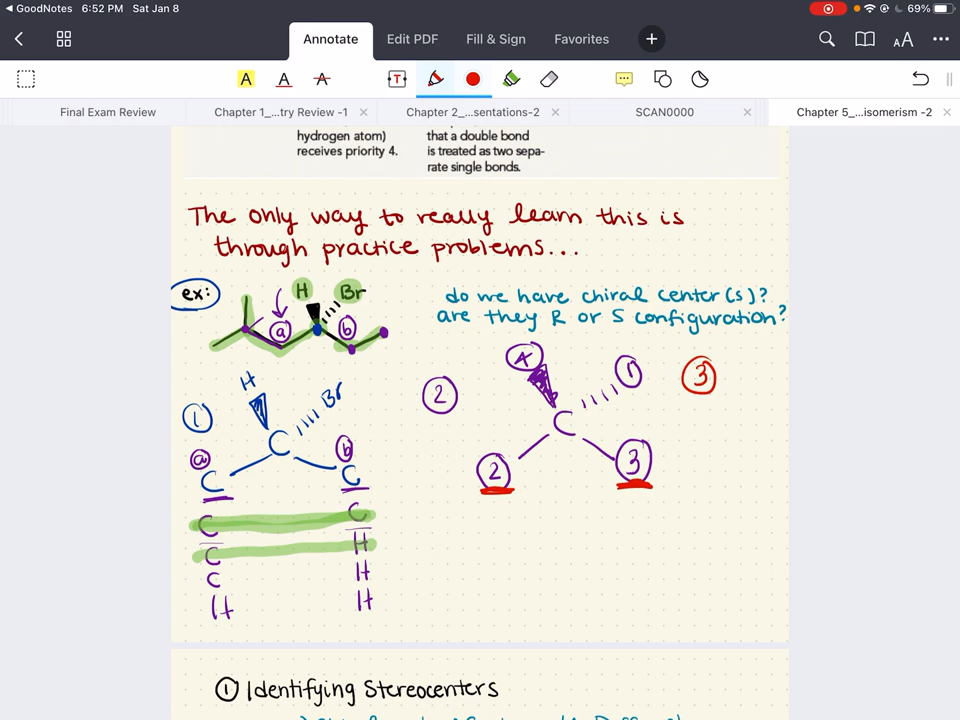 GoodNotes 6:52 PM Sat Jan 8 69%
Annotate Edit PDF Fill & Sign Favorites
AA
A A A T
Final Exam Review Chapter 1_...try Review -1 Chapter 2_...sentations-2 SCAN0000 Chapter 5_...isomerism -2
hydrogen atom)
receives priority 4.
that a double bond
is treated as two sepa-
rate single bonds.
The only way to really learn this is
through practice problems...
ex:
H Br
a b
do we have chiral center(s)?
are they R or S configuration?
1
H Br
C
a b
C C
C C
C H
C H
H H
2
4 1
C
2 3
3
1 Identifying Stereocenters